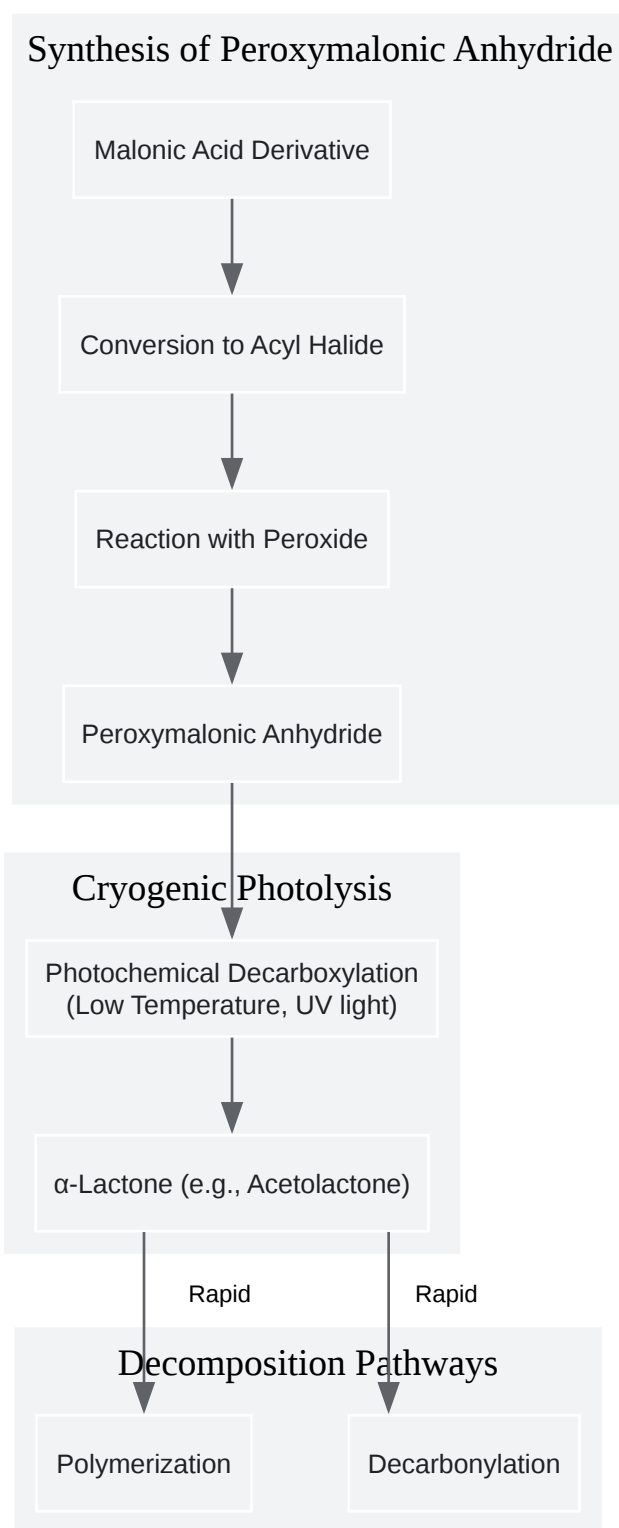 Synthesis of Peroxymalonic Anhydride
Malonic Acid Derivative
Conversion to Acyl Halide
Reaction with Peroxide
Peroxymalonic Anhydride
Cryogenic Photolysis
Photochemical Decarboxylation
(Low Temperature, UV light)
α-Lactone (e.g., Acetolactone)
Rapid
Rapid
Decomposition Pathways
Polymerization
Decarbonylation